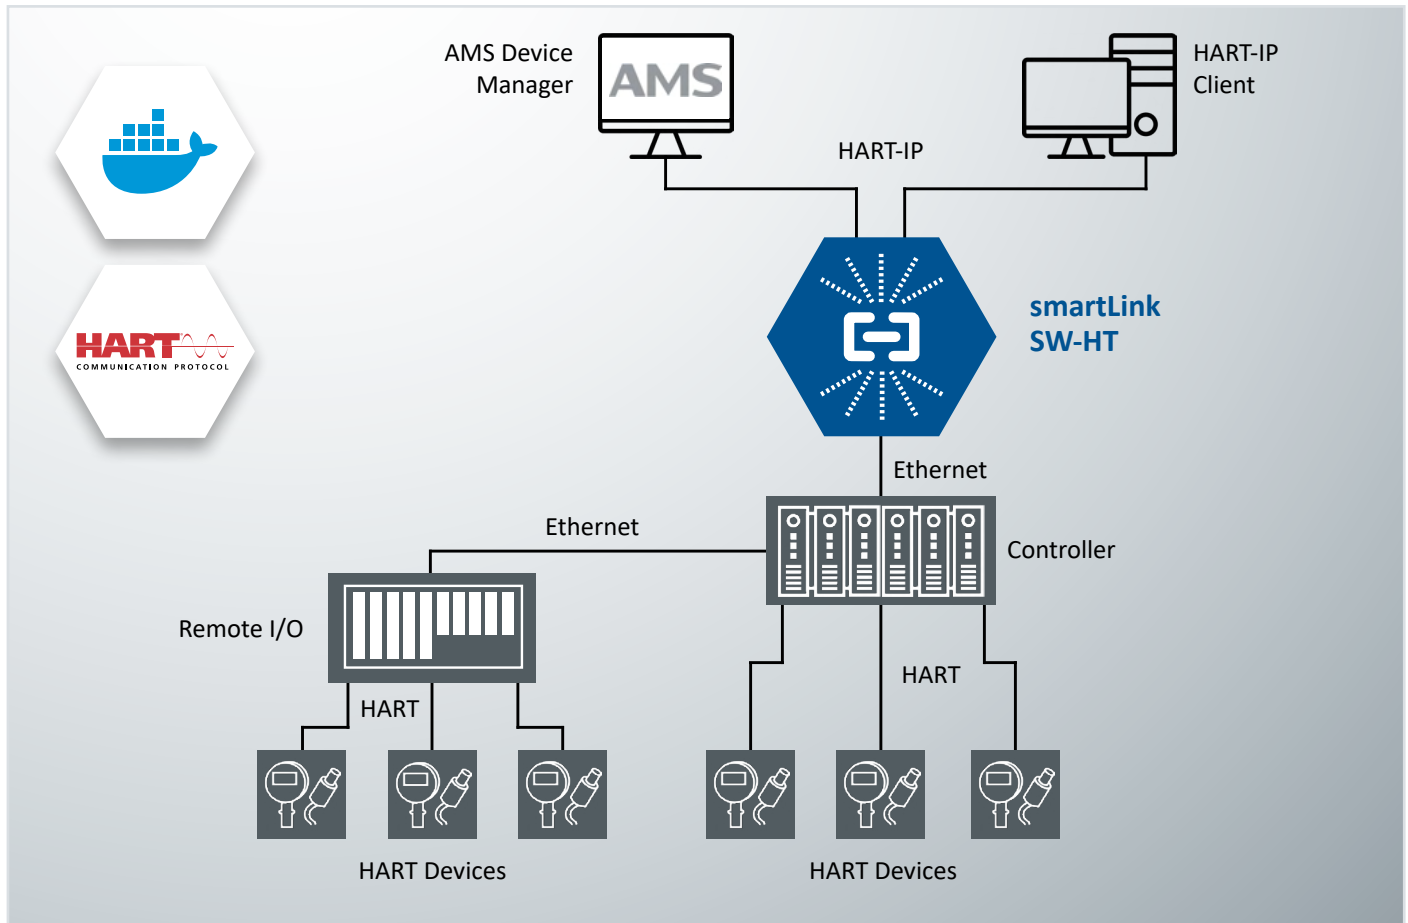 AMS Device
Manager
AMS
HART-IP
Client
HART-IP
HART
COMMUNICATION PROTOCOL
smartLink
SW-HT
Ethernet
Ethernet
Controller
Remote I/O
HART
HART
HART Devices
HART Devices